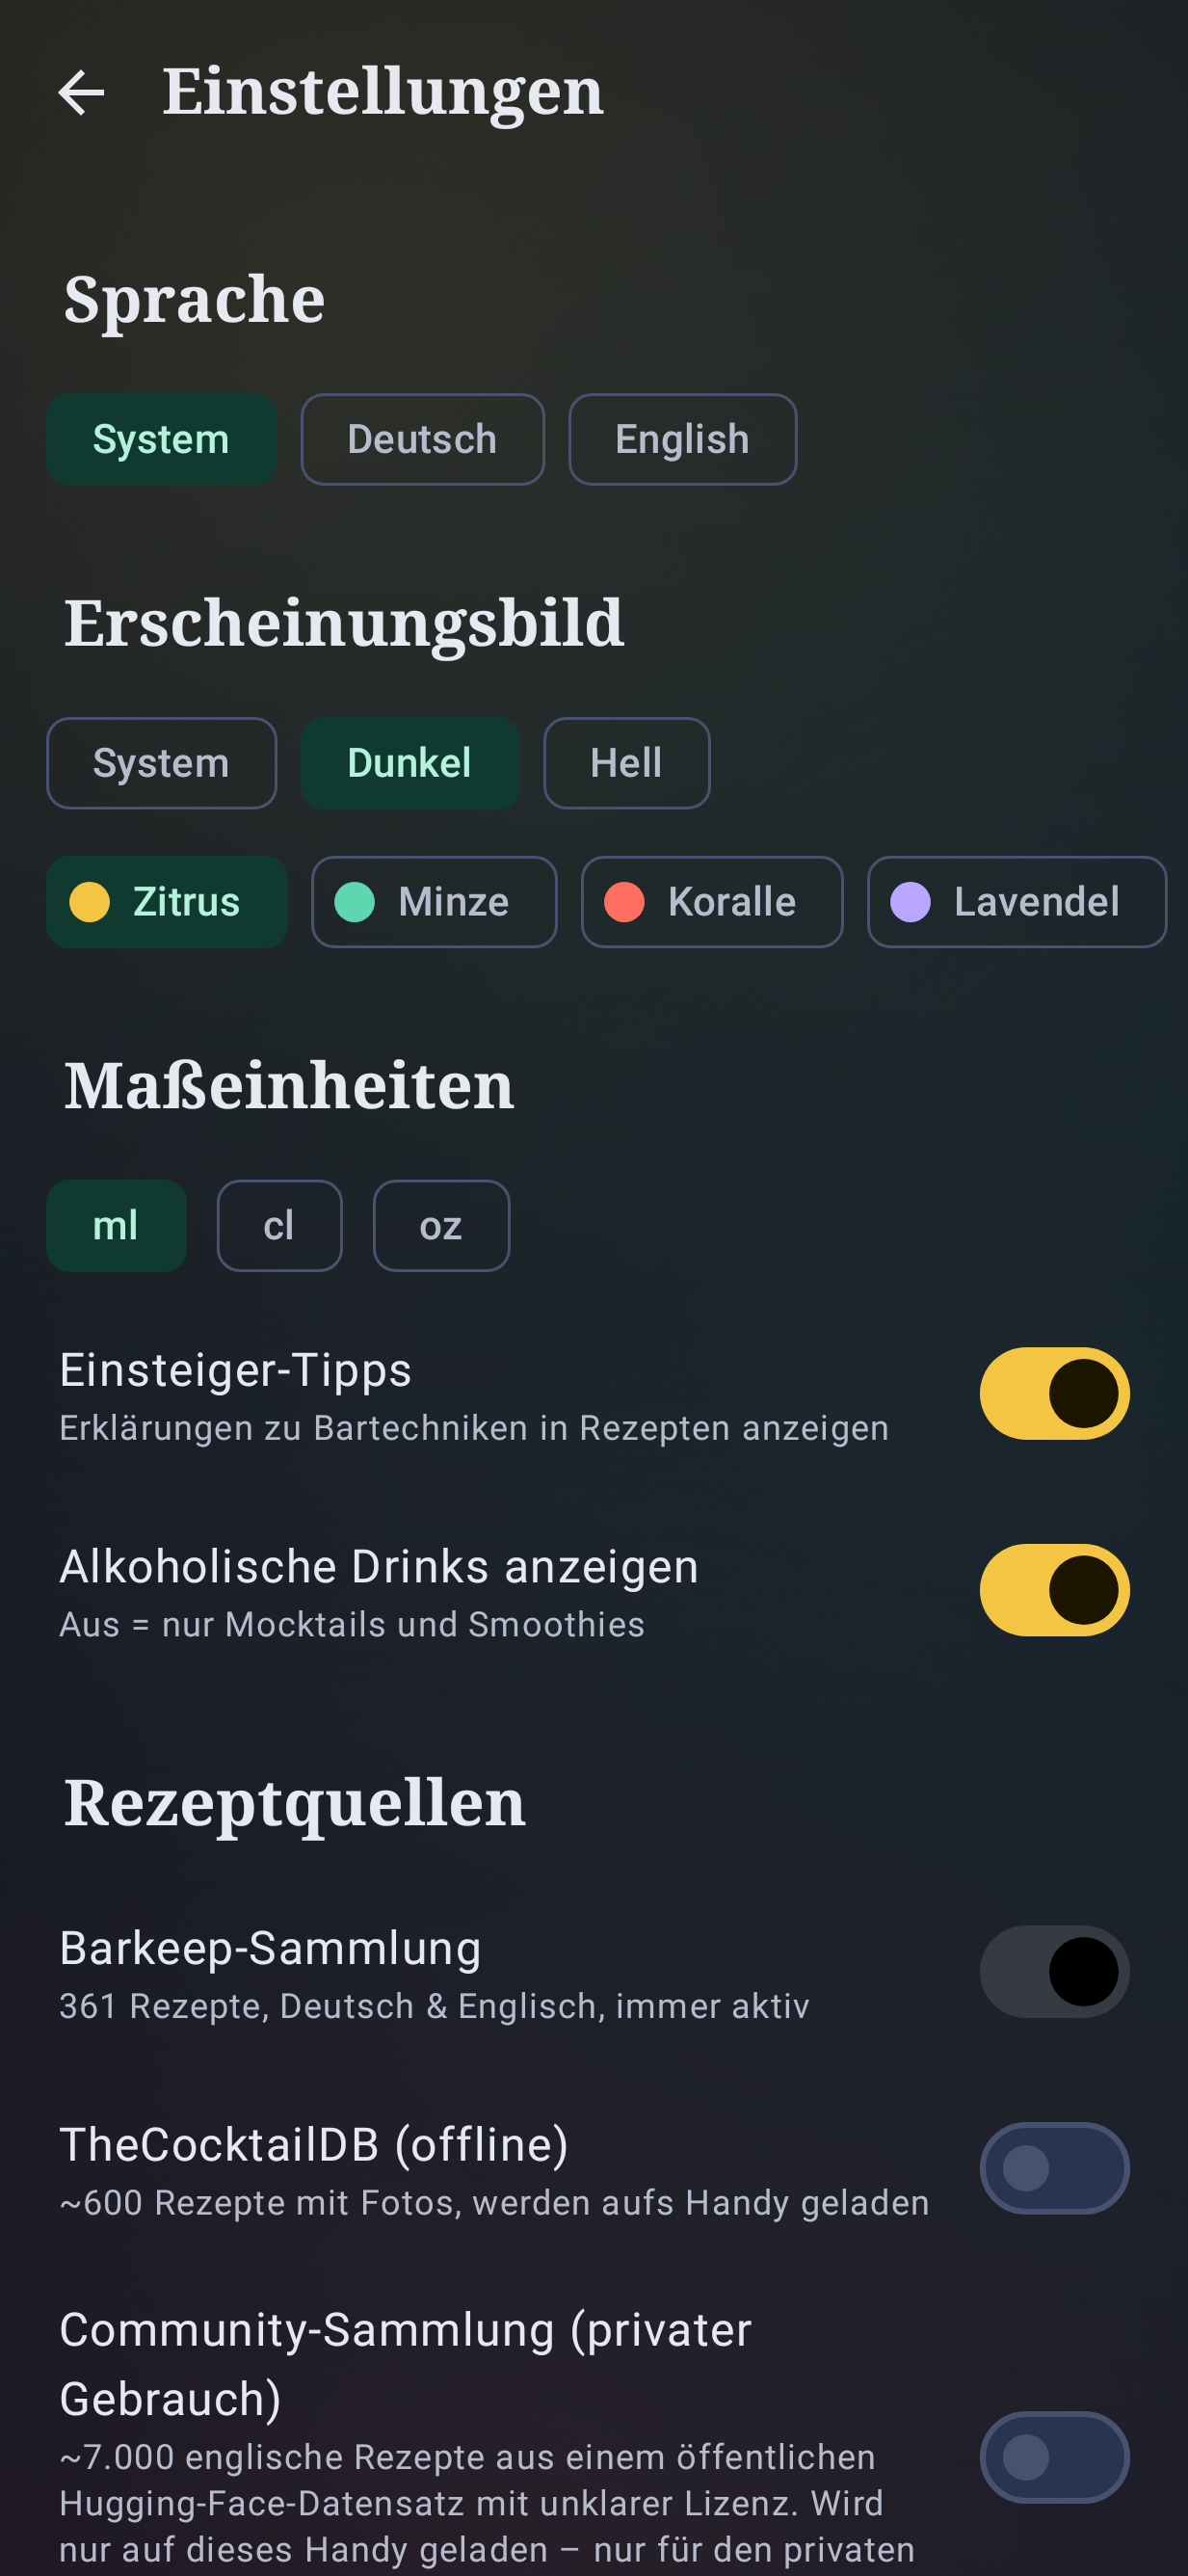 Einstellungen
Sprache
System Deutsch English
Erscheinungsbild
System Dunkel Hell
Zitrus Minze Koralle Lavendel
Maßeinheiten
ml cl oz
Einsteiger-Tipps
Erklärungen zu Bartechniken in Rezepten anzeigen
Alkoholische Drinks anzeigen
Aus = nur Mocktails und Smoothies
Rezeptquellen
Barkeep-Sammlung
361 Rezepte, Deutsch & Englisch, immer aktiv
TheCocktailDB (offline)
~600 Rezepte mit Fotos, werden aufs Handy geladen
Community-Sammlung (privater
Gebrauch)
~7.000 englische Rezepte aus einem öffentlichen
Hugging-Face-Datensatz mit unklarer Lizenz. Wird
nur auf dieses Handy geladen – nur für den privaten